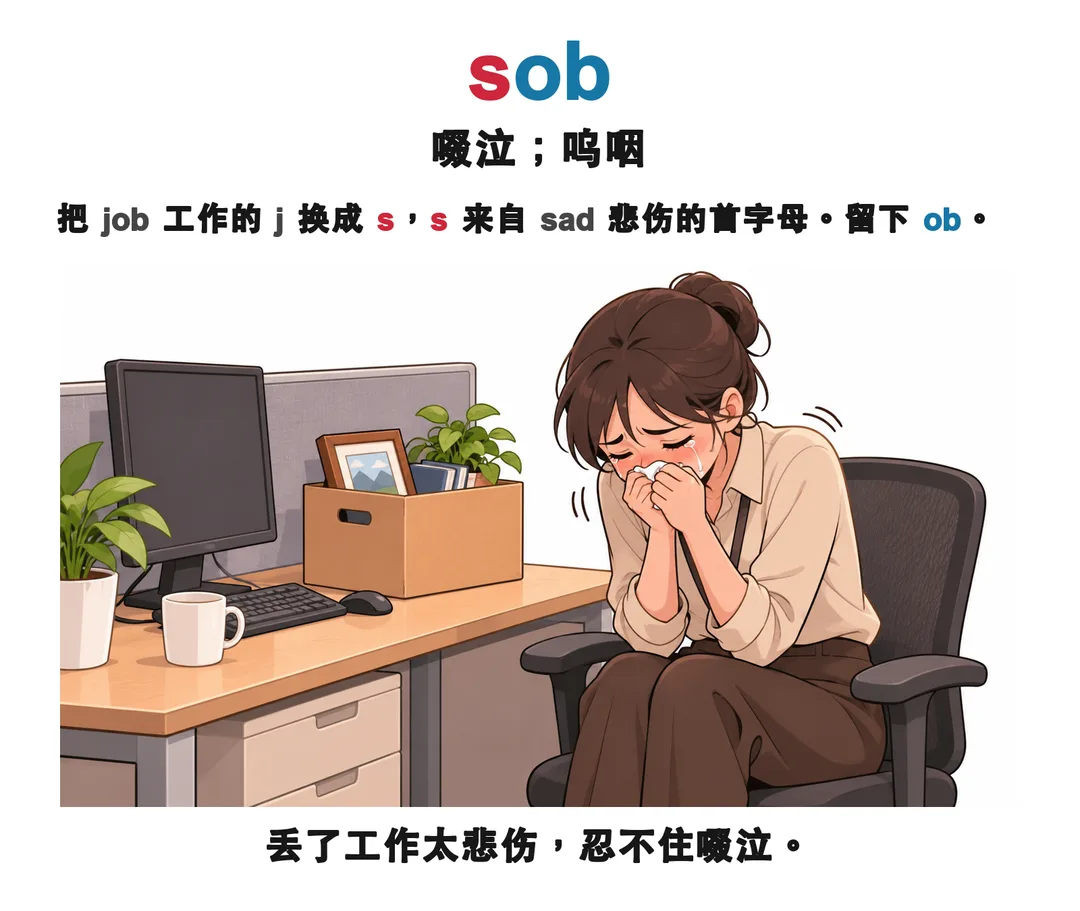 sob
啜泣；呜咽
把 job 工作的 j 换成 s，s 来自 sad 悲伤的首字母。留下 ob。
丢了工作太悲伤，忍不住啜泣。